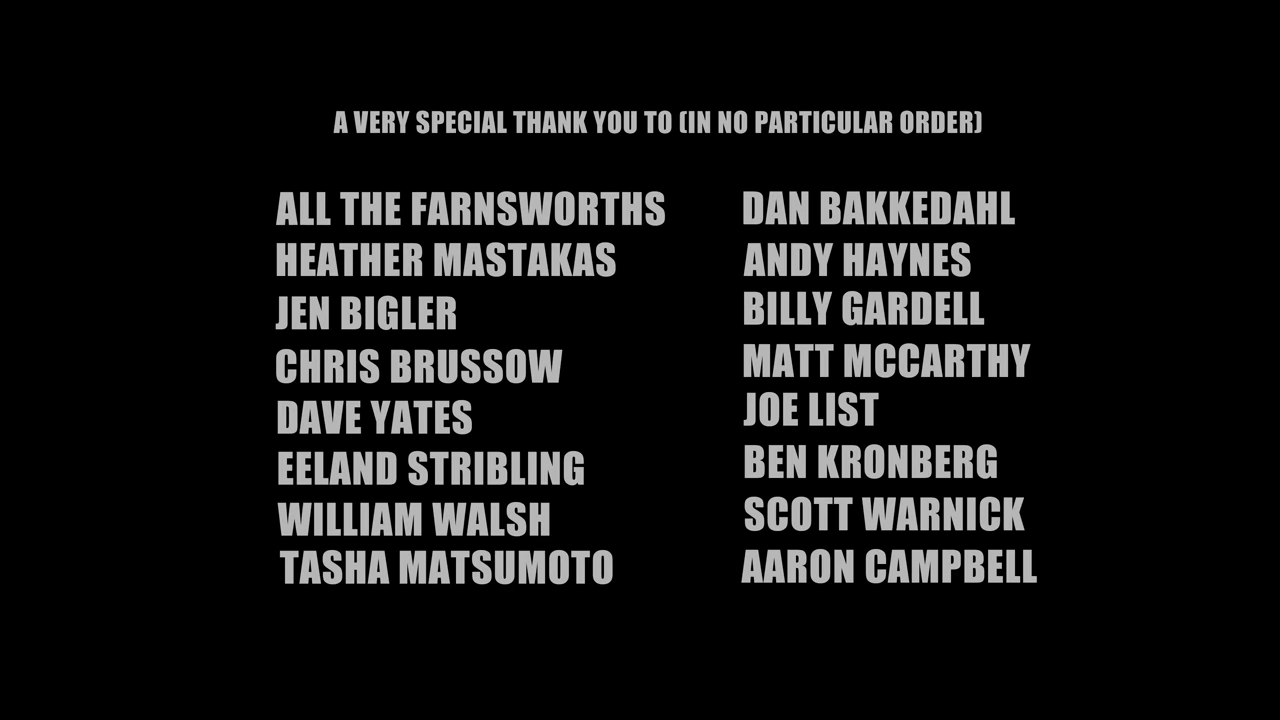 A VERY SPECIAL THANK YOU TO (IN NO PARTICULAR ORDER)
ALL THE FARNSWORTHS
HEATHER MASTAKAS
JEN BIGLER
CHRIS BRUSSOW
DAVE YATES
EELAND STRIBLING
WILLIAM WALSH
TASHA MATSUMOTO
DAN BAKKEDAHL
ANDY HAYNES
BILLY GARDELL
MATT MCCARTHY
JOE LIST
BEN KRONBERG
SCOTT WARNICK
AARON CAMPBELL